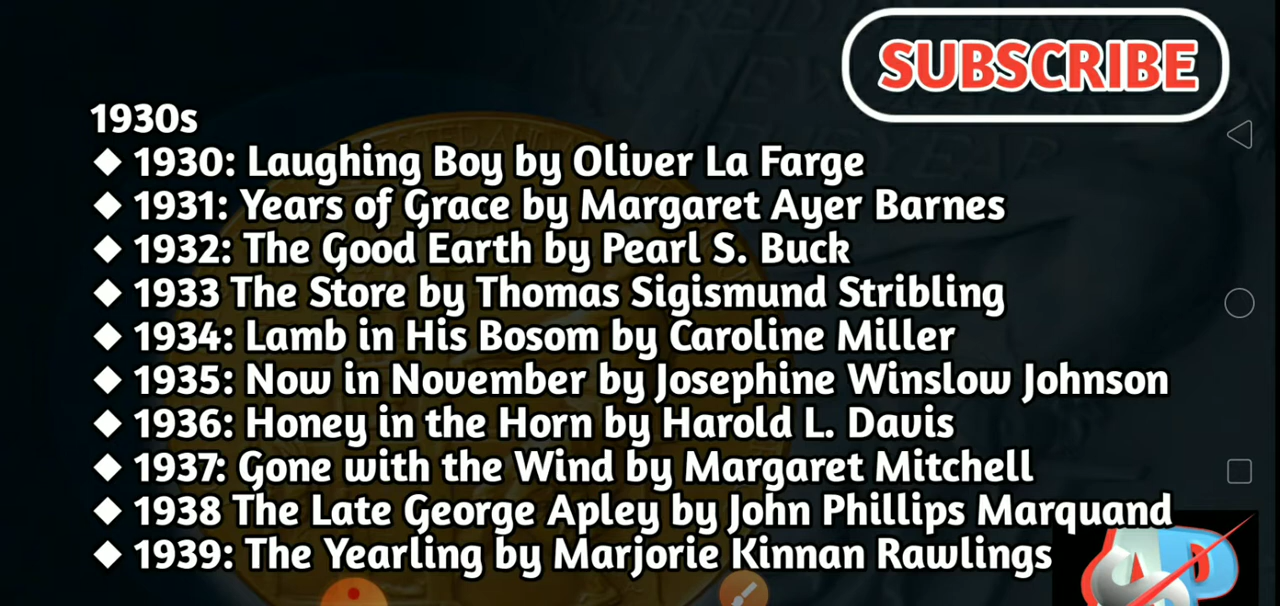 SUBSCRIBE
1930s
◆ 1930: Laughing Boy by Oliver La Farge
◆ 1931: Years of Grace by Margaret Ayer Barnes
◆ 1932: The Good Earth by Pearl S. Buck
◆ 1933 The Store by Thomas Sigismund Stribling
◆ 1934: Lamb in His Bosom by Caroline Miller
◆ 1935: Now in November by Josephine Winslow Johnson
◆ 1936: Honey in the Horn by Harold L. Davis
◆ 1937: Gone with the Wind by Margaret Mitchell
◆ 1938 The Late George Apley by John Phillips Marquand
◆ 1939: The Yearling by Marjorie Kinnan Rawlings